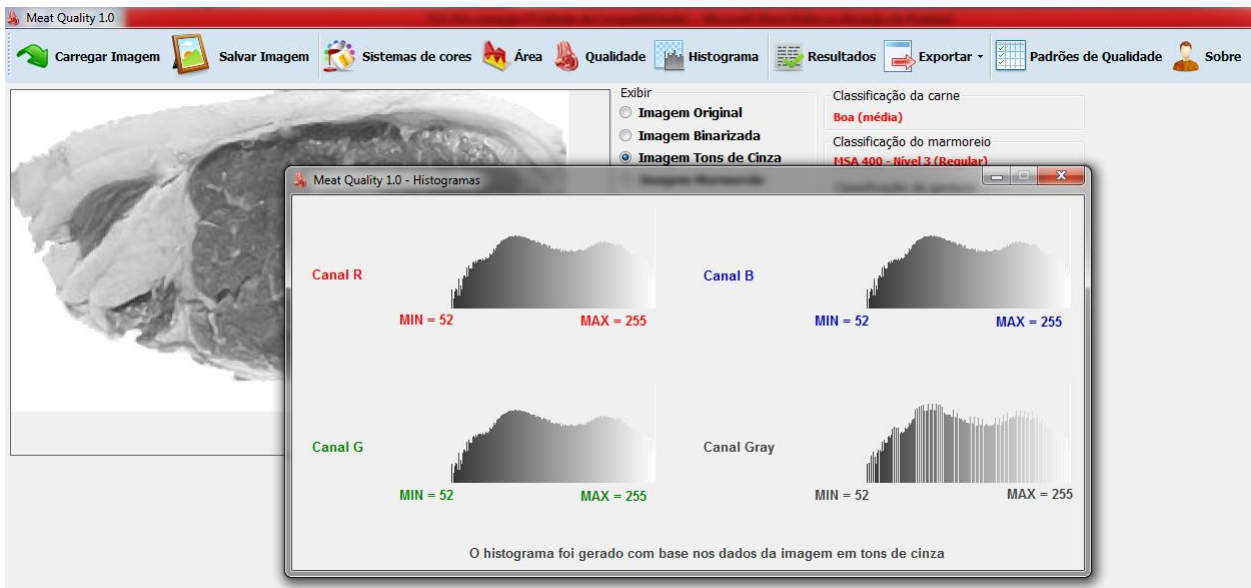 Meat Quality 1.0
Carregar Imagem Salvar Imagem Sistemas de cores Área Qualidade Histograma Resultados Exportar Padrões de Qualidade Sobre
Exibir
Imagem Original
Imagem Binarizada
Imagem Tons de Cinza
Classificação da carne
Boa (média)
Classificação do marmoreio
MSA 400 - Nível 3 (Regular)
Meat Quality 1.0 - Histogramas
Canal R
MIN = 52 MAX = 255
Canal B
MIN = 52 MAX = 255
Canal G
MIN = 52 MAX = 255
Canal Gray
MIN = 52 MAX = 255
O histograma foi gerado com base nos dados da imagem em tons de cinza